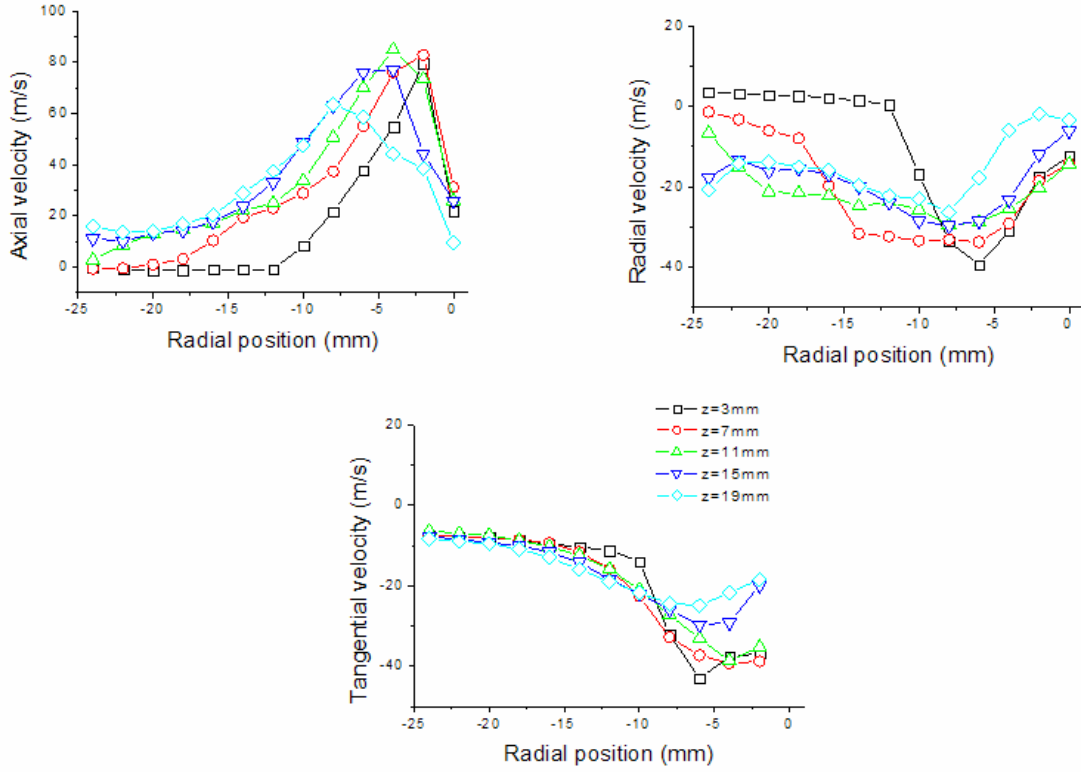 100
80
60
40
20
0
Axial velocity (m/s)
-25 -20 -15 -10 -5 0
Radial position (mm)
20
0
-20
-40
Radial velocity (m/s)
-25 -20 -15 -10 -5 0
Radial position (mm)
20
0
-20
-40
Tangential velocity (m/s)
-25 -20 -15 -10 -5 0
Radial position (mm)
z=3mm
z=7mm
z=11mm
z=15mm
z=19mm